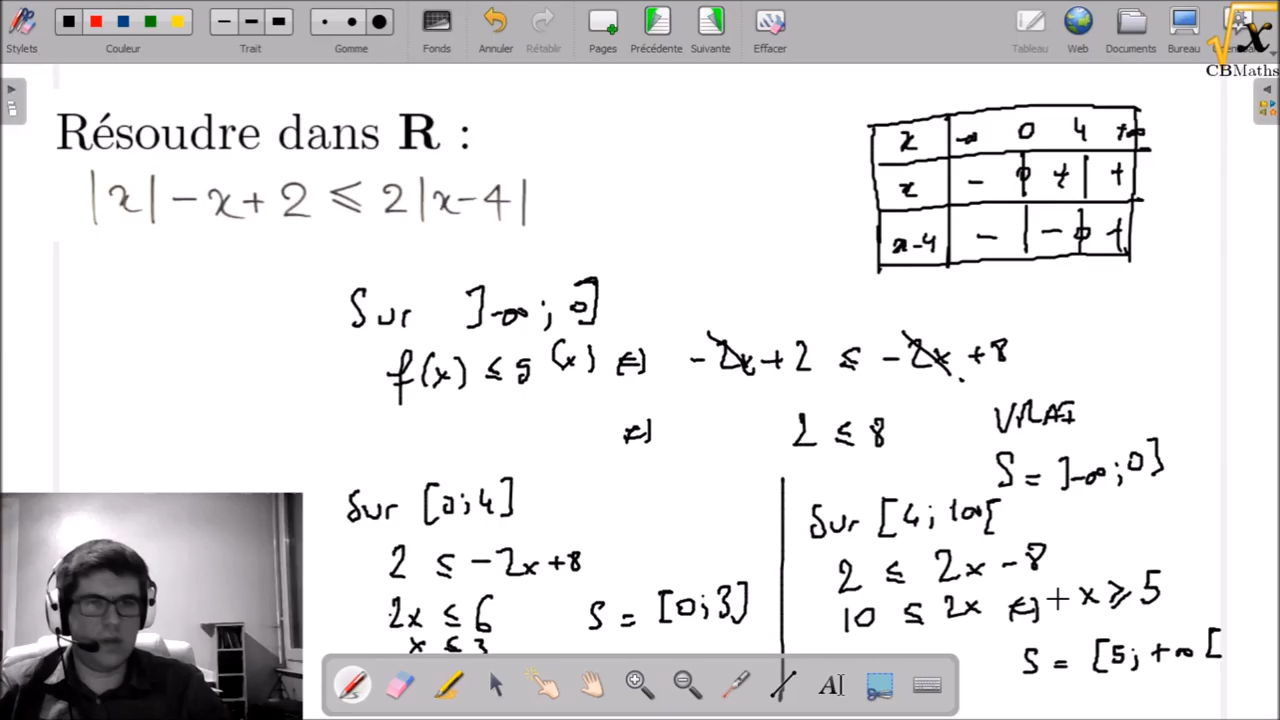 Stylets Couleur Trait Gomme Fonds Annuler Rétablir Pages Précédente Suivante Effacer Tableau Web Documents Bureau
CBMaths
Résoudre dans R :
|x| - x + 2 ≤ 2|x-4|
x -∞ 0 4 +∞
x - 0 + +
x-4 - - 0 +
Sur ]-∞; 0]
f(x) ≤ g(x) ⇔ -2x + 2 ≤ -2x + 8
⇔ 2 ≤ 8
VRAI
S = ]-∞; 0]
Sur [0; 4]
2 ≤ -2x + 8
2x ≤ 6
x ≤ 3
S = [0; 3]
Sur [4; +∞[
2 ≤ 2x - 8
10 ≤ 2x ⇔ x ≥ 5
S = [5; +∞[
AI